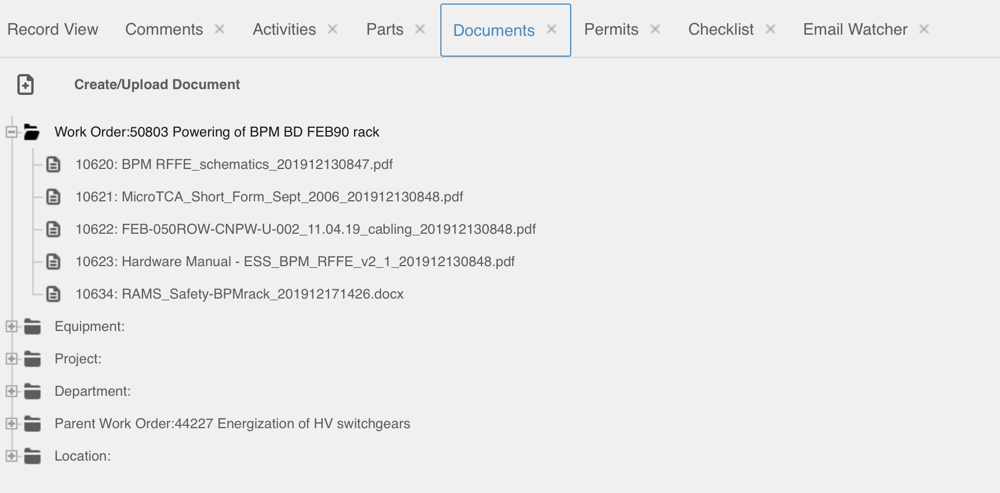 Record View Comments Activities Parts Documents Permits Checklist Email Watcher
Create/Upload Document
Work Order:50803 Powering of BPM BD FEB90 rack
10620: BPM RFFE_schematics_201912130847.pdf
10621: MicroTCA_Short_Form_Sept_2006_201912130848.pdf
10622: FEB-050ROW-CNPW-U-002_11.04.19_cabling_201912130848.pdf
10623: Hardware Manual - ESS_BPM_RFFE_v2_1_201912130848.pdf
10634: RAMS_Safety-BPMrack_201912171426.docx
Equipment:
Project:
Department:
Parent Work Order:44227 Energization of HV switchgears
Location: